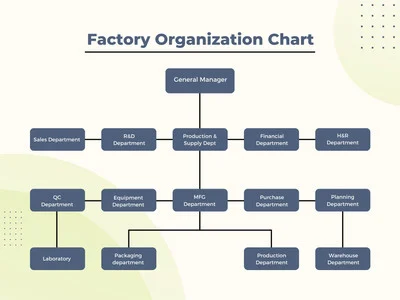 Factory Organization Chart
General Manager
Sales Department
R&D
Department
Production &
Supply Dept
Financial
Department
H&R
Department
QC
Department
Equipment
Department
MFG
Department
Purchase
Department
Planning
Department
Laboratory
Packaging
department
Production
Department
Warehouse
Department